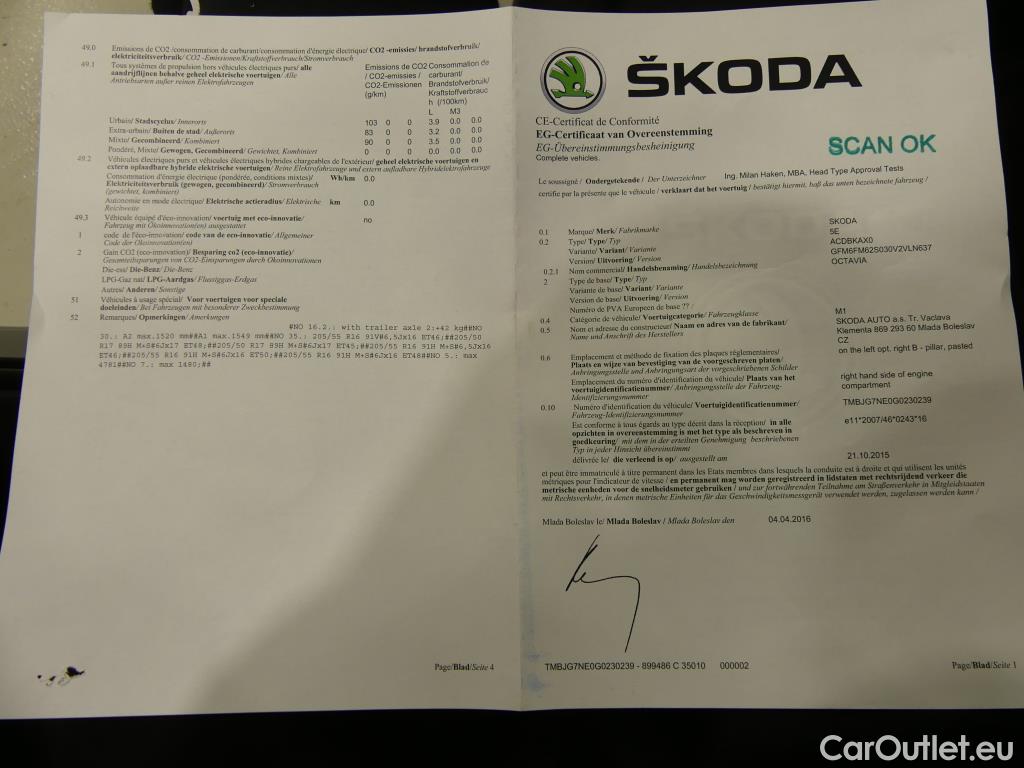 49.0 Emissions de CO2 /consommation de carburant/consommation d'énergie électrique/ CO2 -emissies/ brandstofverbruik/
elektriciteitsverbruik/ CO2 -Emissionen/Kraftstoffverbrauch/Stromverbrauch
49.1 Tous systèmes de propulsion hors véhicules électriques purs/ alle
aandrijflijnen behalve geheel elektrische voertuigen/ Alle
Antriebsarten außer reinen Elektrofahrzeugen
Emissions de CO2
/ CO2-emissies /
CO2-Emissionen
(g/km)
Consommation de
carburant/
Brandstofverbruik/
Kraftstoffverbrauc
h (/100km)
L M3
Urbain/ Stadscyclus/ Innerorts 103 0 0 3.9 0.0 0.0
Extra-urbain/ Buiten de stad/ Außerorts 83 0 0 3.2 0.0 0.0
Mixte/ Gecombineerd/ Kombiniert 90 0 0 3.5 0.0 0.0
Pondéré, Mixte/ Gewogen, Gecombineerd/ Gewichtet, Kombiniert 0 0 0 0.0 0.0 0.0
49.2 Véhicules électriques purs et véhicules électriques hybrides chargeables de l'extérieur/ geheel elektrische voertuigen en
extern oplaadbare hybride elektrische voertuigen/ Reine Elektrofahrzeuge und extern aufladbare Hybridelektrofahrzeuge
Consommation d'énergie électrique (pondérée, conditions mixtes)/ Wh/km 0.0
Elektriciteitsverbruik (gewogen, gecombineerd)/ Stromverbrauch
(gewichtet, kombiniert)
Autonomie en mode électrique/ Elektrische actieradius/ Elektrische km 0.0
Reichweite
49.3 Véhicule équipé d'éco-innovation/ voertuig met eco-innovatie/ no
Fahrzeug mit Ökoinnovation(en) ausgestattet
1 code de l'éco-innovation/ code van de eco-innovatie/ Allgemeiner
Code der Ökoinnovation(en)
2 Gain CO2 (eco-innovation)/ Besparing co2 (eco-innovatie)/
Gesamteinsparungen von CO2-Einsparungen durch Ökoinnovationen
Die-ess/ Die-Benz/ Die-Benz
LPG-Gaz nat/ LPG-Aardgas/ Flussiggas-Erdgas
Autres/ Anderen/ Sonstige
51 Véhicules à usage spécial/ Voor voertuigen voor speciale
doeleinden/ Bei Fahrzeugen mit besonderer Zweckbestimmung
52 Remarques/ Opmerkingen/ Anmerkungen
#NO 16.2.: with trailer axle 2:+42 kg##NO
30.: A2 max.1520 mm##A1 max.1549 mm##NO 35.: 205/55 R16 91V#6,5Jx16 ET46;##205/50
R17 89H M+S#6Jx17 ET48;##205/50 R17 89H M+S#6Jx17 ET45;##205/55 R16 91H M+S#6,5Jx16
ET46;##205/55 R16 91H M+S#6Jx16 ET50;##205/55 R16 91H M+S#6Jx16 ET48##NO 5.: max
4781##NO 7.: max 1480;##
Page/Blad/Seite 4
ŠKODA
CE-Certificat de Conformité
EG-Certificaat van Overeenstemming
EG-Übereinstimmungsbesheinigung
Complete vehicles.
SCAN OK
Le soussigné / Ondergetekende / Der Unterzeichner Ing. Milan Haken, MBA, Head Type Approval Tests
certifie par la présente que le véhicule / verklaart dat het voertuig / bestätigt hiermit, haß das unten bezeichnete fahrzeug /
0.1 Marque/ Merk/ Fabrikmarke SKODA
0.2 Type/ Type/ Typ 5E
Variante/ Variant/ Variante ACDBKAX0
Version/ Uitvoering/ Version GFM6FM62S030V2VLN637
0.2.1 Nom commercial/ Handelsbenaming/ Handelsbezeichnung OCTAVIA
2 Type de base/ Type/ Typ
Variante de base/ Variant/ Variante
Version de base/ Uitvoering/ Version
Numéro de PVA Européen de base ?? /
0.4 Catégorie de véhicule/ Voertuigcategorie/ Fahrzeugklasse M1
0.5 Nom et adresse du constructeur/ Naam en adres van de fabrikant/
Name und Anschrift des Herstellers
SKODA AUTO a.s. Tr. Vaclava
Klementa 869 293 60 Mlada Boleslav
CZ
0.6 Emplacement et méthode de fixation des plaques réglementaires/
Plaats en wijze van bevestiging van de voorgeschreven platen/
Anbringungsstelle und Anbringungsart der vorgeschriebenen Schilder
on the left opt. right B - pillar, pasted
Emplacement du numéro d'identification du véhicule/ Plaats van het
voertuigidentificatienummer/ Anbringungsstelle der Fahrzeug-
Identifizierungsnummer
right hand side of engine
compartment
0.10 Numéro d'identification du véhicule/ Voertuigidentificatienummer/
Fahrzeug-Identifizierungsnummer
TMBJG7NE0G0230239
Est conforme à tous égards au type décrit dans la réception/ in alle
opzichten in overeenstemming is met het type als beschreven in
goedkeuring/ mit dem in der erteilten Genehmigung beschriebenen
Typ in jeder Hinsicht übereinstimmt
e11*2007/46*0243*16
délivrée le/ die verleend is op/ ausgestellt am 21.10.2015
et peut être immatriculé à titre permanent dans les Etats membres dans lesquels la conduite est à droite et qui utilisent les unités
métriques pour l'indicateur de vitesse / en permanent mag worden geregistreerd in lidstaten met rechtsrijdend verkeer die
metrische eenheden voor de snelheidsmeter gebruiken / und zur fortwährenden Teilnahme am Straßenverkehr in Mitgliedstaaten
mit Rechtsverkehr, in denen metrische Einheiten für das Geschwindigkeitsmessgerät verwendet werden, zugelassen werden kann /
Mlada Boleslav le/ Mlada Boleslav / Mlada Boleslav den 04.04.2016
TMBJG7NE0G0230239 - 899486 C 35010 000002
Page/Blad/Seite 1
CarOutlet.eu